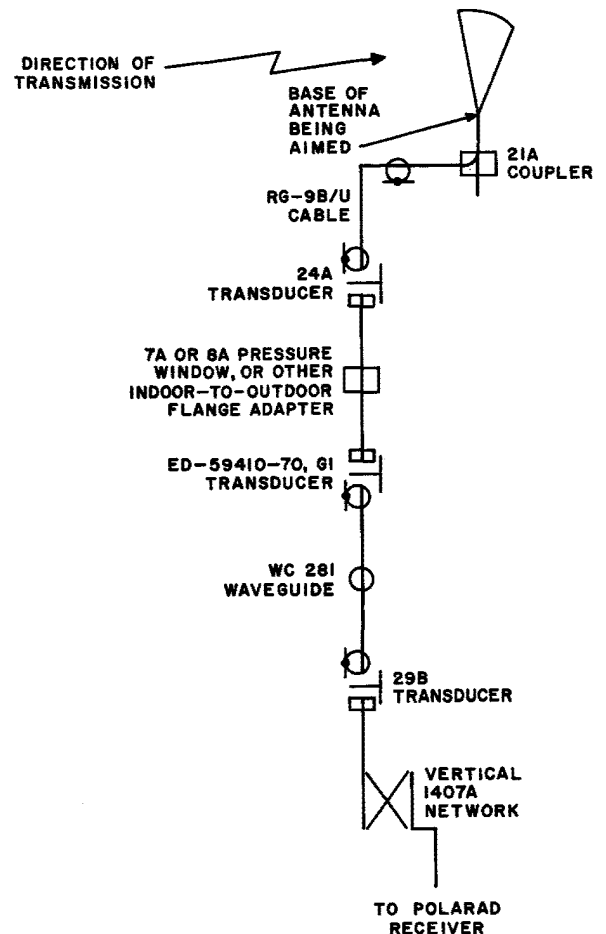 DIRECTION OF
TRANSMISSION
BASE OF
ANTENNA
BEING
AIMED
21A
COUPLER
RG-9B/U
CABLE
24A
TRANSDUCER
7A OR 8A PRESSURE
WINDOW, OR OTHER
INDOOR-TO-OUTDOOR
FLANGE ADAPTER
ED-59410-70, G1
TRANSDUCER
WC 281
WAVEGUIDE
29B
TRANSDUCER
VERTICAL
1407A
NETWORK
TO POLARAD
RECEIVER